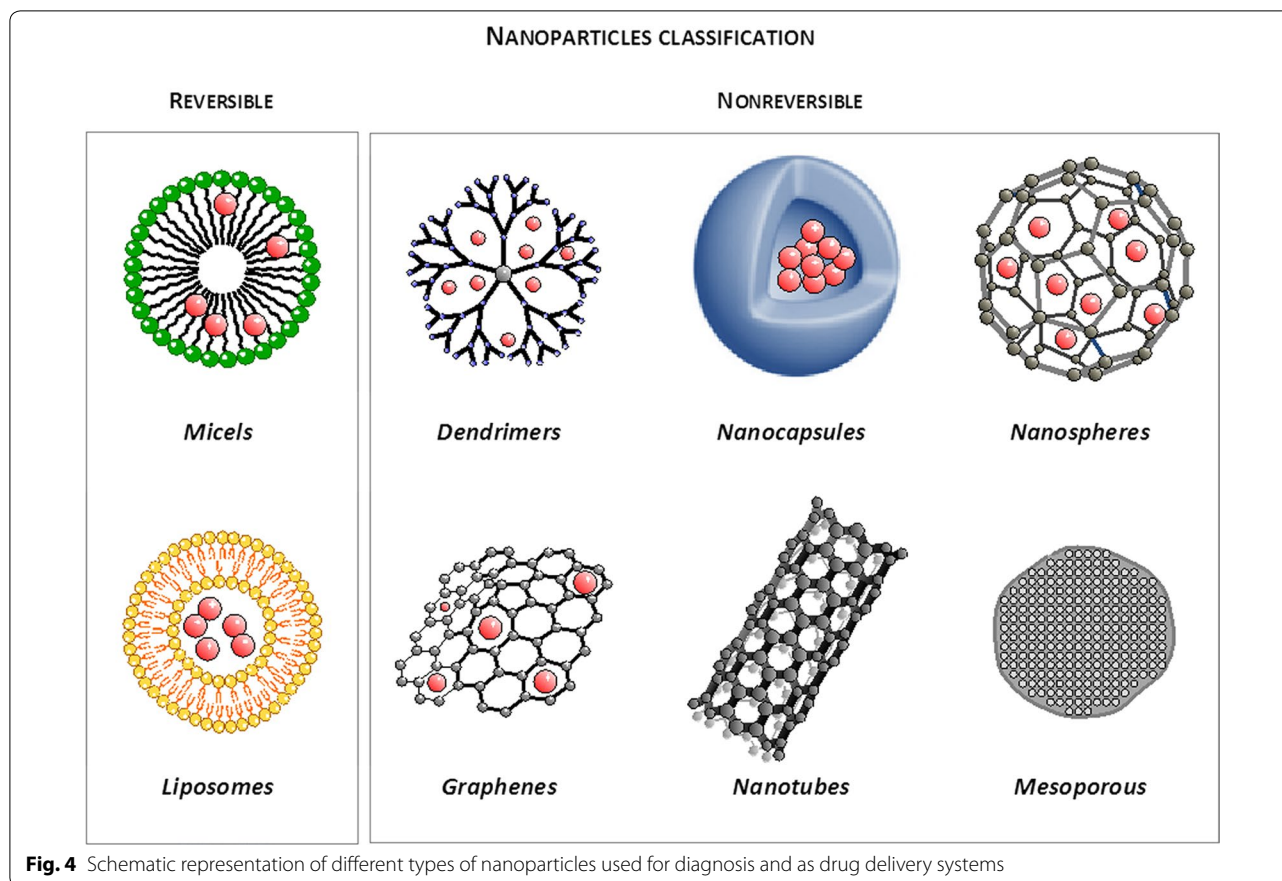 NANOPARTICLES CLASSIFICATION
REVERSIBLE
NONREVERSIBLE
Micels
Dendrimers
Nanocapsules
Nanospheres
Liposomes
Graphenes
Nanotubes
Mesoporous
Fig. 4 Schematic representation of different types of nanoparticles used for diagnosis and as drug delivery systems